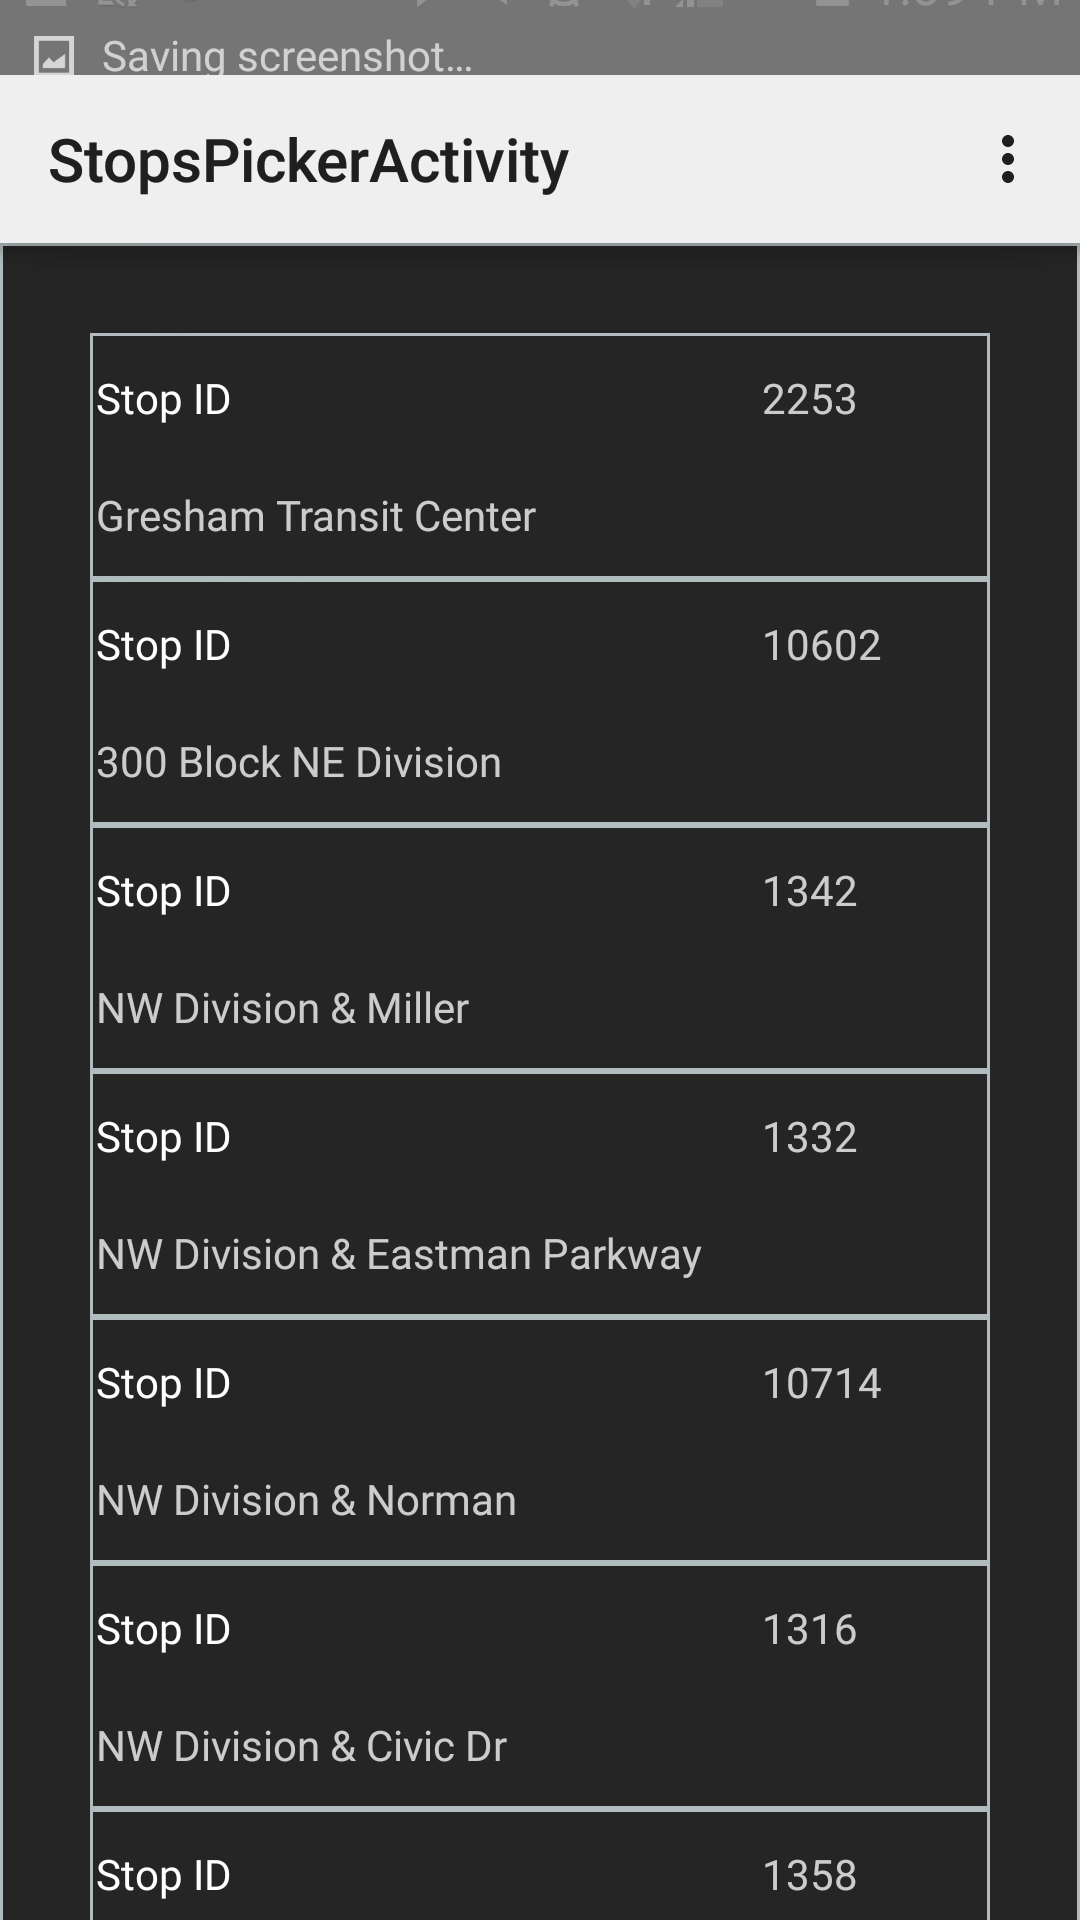 Saving screenshot...
StopsPickerActivity
Stop ID 2253
Gresham Transit Center
Stop ID 10602
300 Block NE Division
Stop ID 1342
NW Division & Miller
Stop ID 1332
NW Division & Eastman Parkway
Stop ID 10714
NW Division & Norman
Stop ID 1316
NW Division & Civic Dr
Stop ID 1358